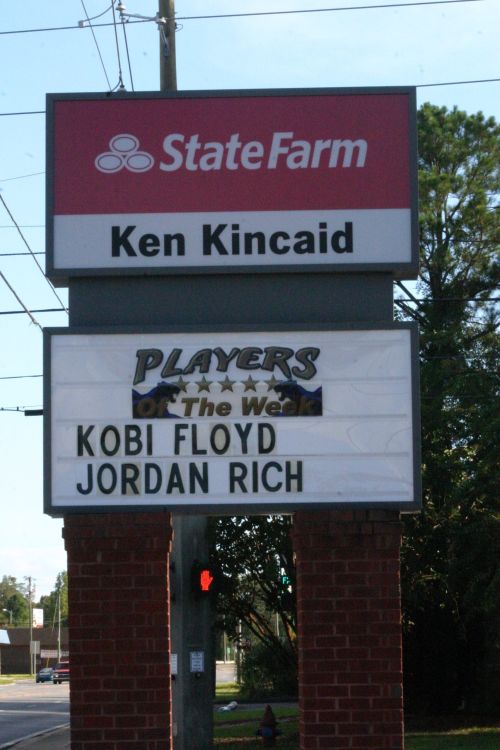 StateFarm
Ken Kincaid
PLAYERS
Of The Week
KOBI FLOYD
JORDAN RICH